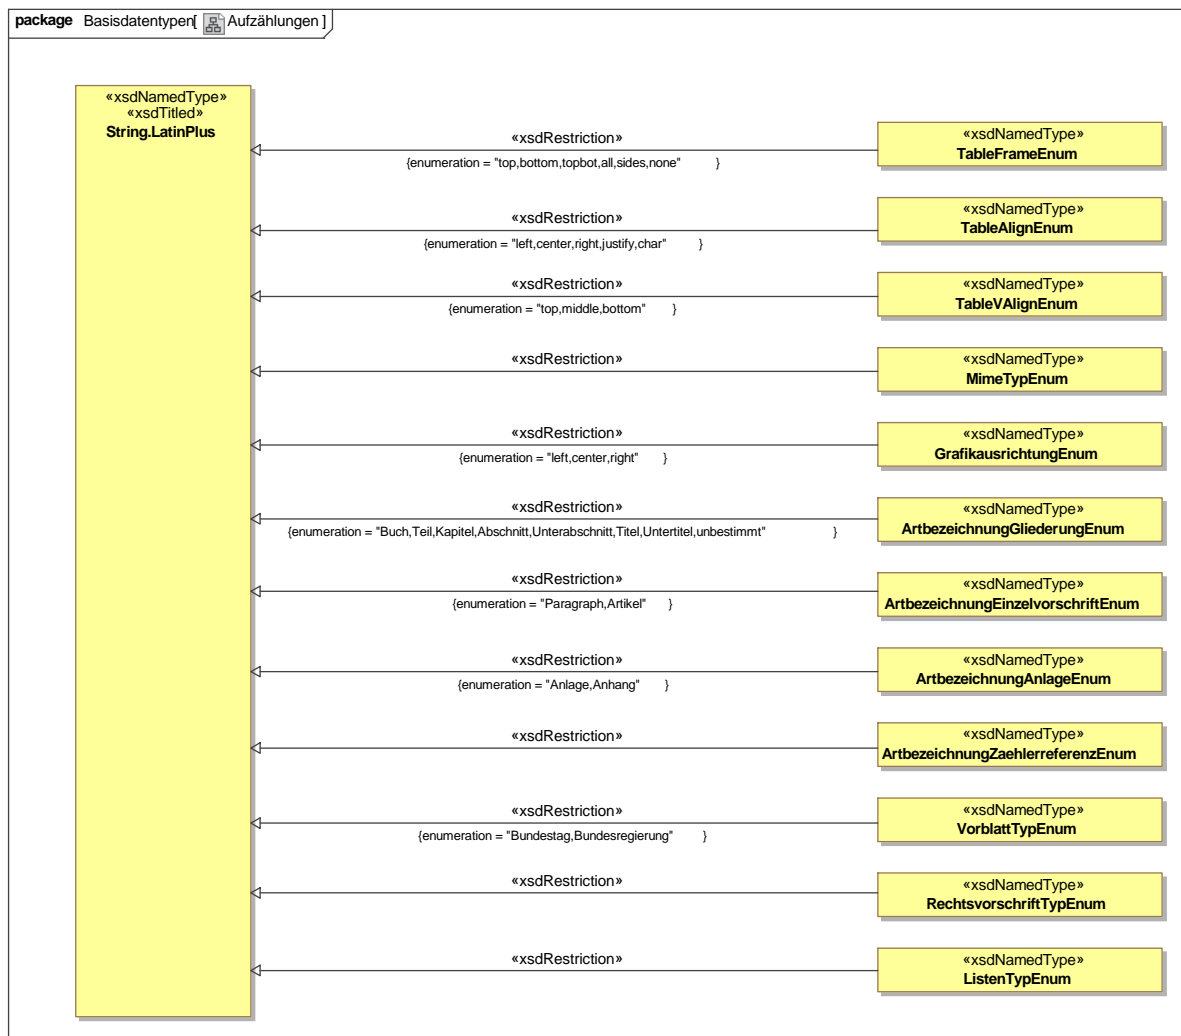 package Basisdatentypen[ Aufzählungen ]
«xsdNamedType»
«xsdTitled»
String.LatinPlus
«xsdRestriction»
{enumeration = "top,bottom,topbot,all,sides,none" }
«xsdNamedType»
TableFrameEnum
«xsdRestriction»
{enumeration = "left,center,right,justify,char" }
«xsdNamedType»
TableAlignEnum
«xsdRestriction»
{enumeration = "top,middle,bottom" }
«xsdNamedType»
TableVAlignEnum
«xsdRestriction»
«xsdNamedType»
MimeTypEnum
«xsdRestriction»
{enumeration = "left,center,right" }
«xsdNamedType»
GrafikausrichtungEnum
«xsdRestriction»
{enumeration = "Buch,Teil,Kapitel,Abschnitt,Unterabschnitt,Titel,Untertitel,unbestimmt" }
«xsdNamedType»
ArtbezeichnungGliederungEnum
«xsdRestriction»
{enumeration = "Paragraph,Artikel" }
«xsdNamedType»
ArtbezeichnungEinzelvorschriftEnum
«xsdRestriction»
{enumeration = "Anlage,Anhang" }
«xsdNamedType»
ArtbezeichnungAnlageEnum
«xsdRestriction»
«xsdNamedType»
ArtbezeichnungZaehlerreferenzEnum
«xsdRestriction»
{enumeration = "Bundestag,Bundesregierung" }
«xsdNamedType»
VorblattTypEnum
«xsdRestriction»
«xsdNamedType»
RechtsvorschriftTypEnum
«xsdRestriction»
«xsdNamedType»
ListenTypEnum